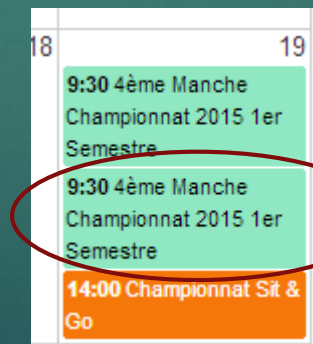 18
19
9:30 4ème Manche
Championnat 2015 1er
Semestre
9:30 4ème Manche
Championnat 2015 1er
Semestre
14:00 Championnat Sit &
Go